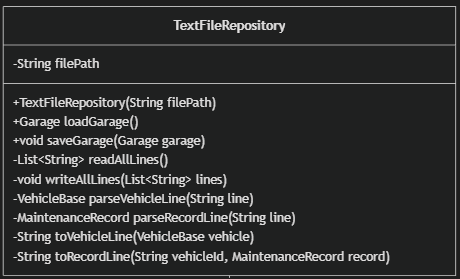 TextFileRepository
-String filePath
+TextFileRepository(String filePath)
+Garage loadGarage()
+void saveGarage(Garage garage)
-List<String> readAllLines()
-void writeAllLines(List<String> lines)
-VehicleBase parseVehicleLine(String line)
-MaintenanceRecord parseRecordLine(String line)
-String toVehicleLine(VehicleBase vehicle)
-String toRecordLine(String vehicleId, MaintenanceRecord record)